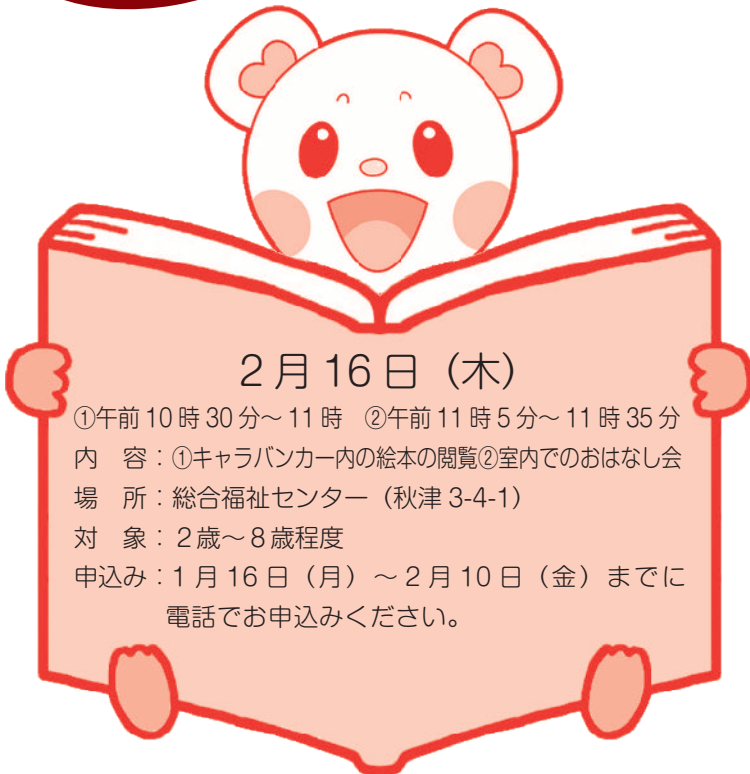 2月16日（木）
①午前10時30分～11時　②午前11時5分～11時35分
内　容：①キャラバンカー内の絵本の閲覧②室内でのおはなし会
場　所：総合福祉センター（秋津3-4-1）
対　象：2歳～8歳程度
申込み：1月16日（月）～2月10日（金）までに
電話でお申込みください。